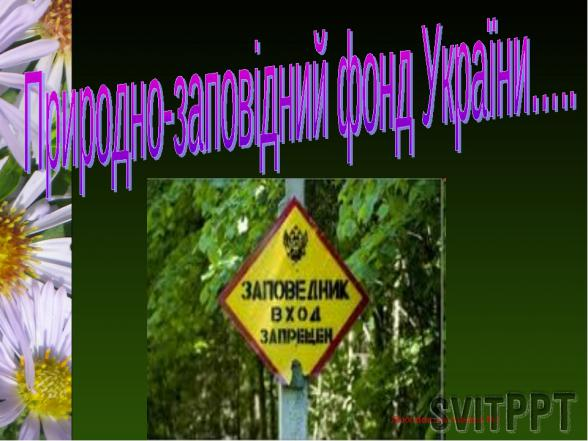 Природно-заповідний фонд України.....
ЗАПОВЕДНИК
ВХОД
ЗАПРЕЩЕН
SVITPPT